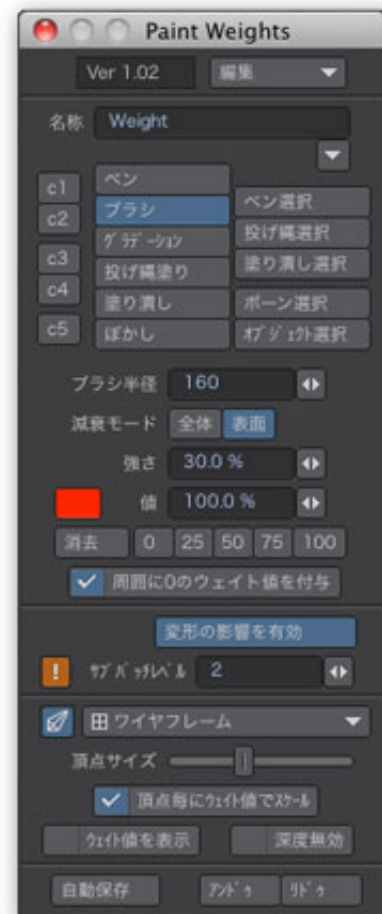 Paint Weights
Ver 1.02 編集
名称 Weight
c1
c2
c3
c4
c5
ペン
ブラシ
ｸﾞﾗﾃﾞｰｼｮﾝ
投げ縄塗り
塗り潰し
ぼかし
ペン選択
投げ縄選択
塗り潰し選択
ボーン選択
ｵﾌﾞｼﾞｪｸﾄ選択
ブラシ半径 160
減衰モード 全体 表面
強さ 30.0 %
値 100.0 %
消去 0 25 50 75 100
周囲に0のウェイト値を付与
変形の影響を有効
! ｻﾌﾞﾊﾟｯﾁﾚﾍﾞﾙ 2
ワイヤフレーム
頂点サイズ
頂点毎にｳｪｲﾄ値でｽｹｰﾙ
ｳｪｲﾄ値を表示 深度無効
自動保存 ｱﾝﾄﾞｩ ﾘﾄﾞｩ